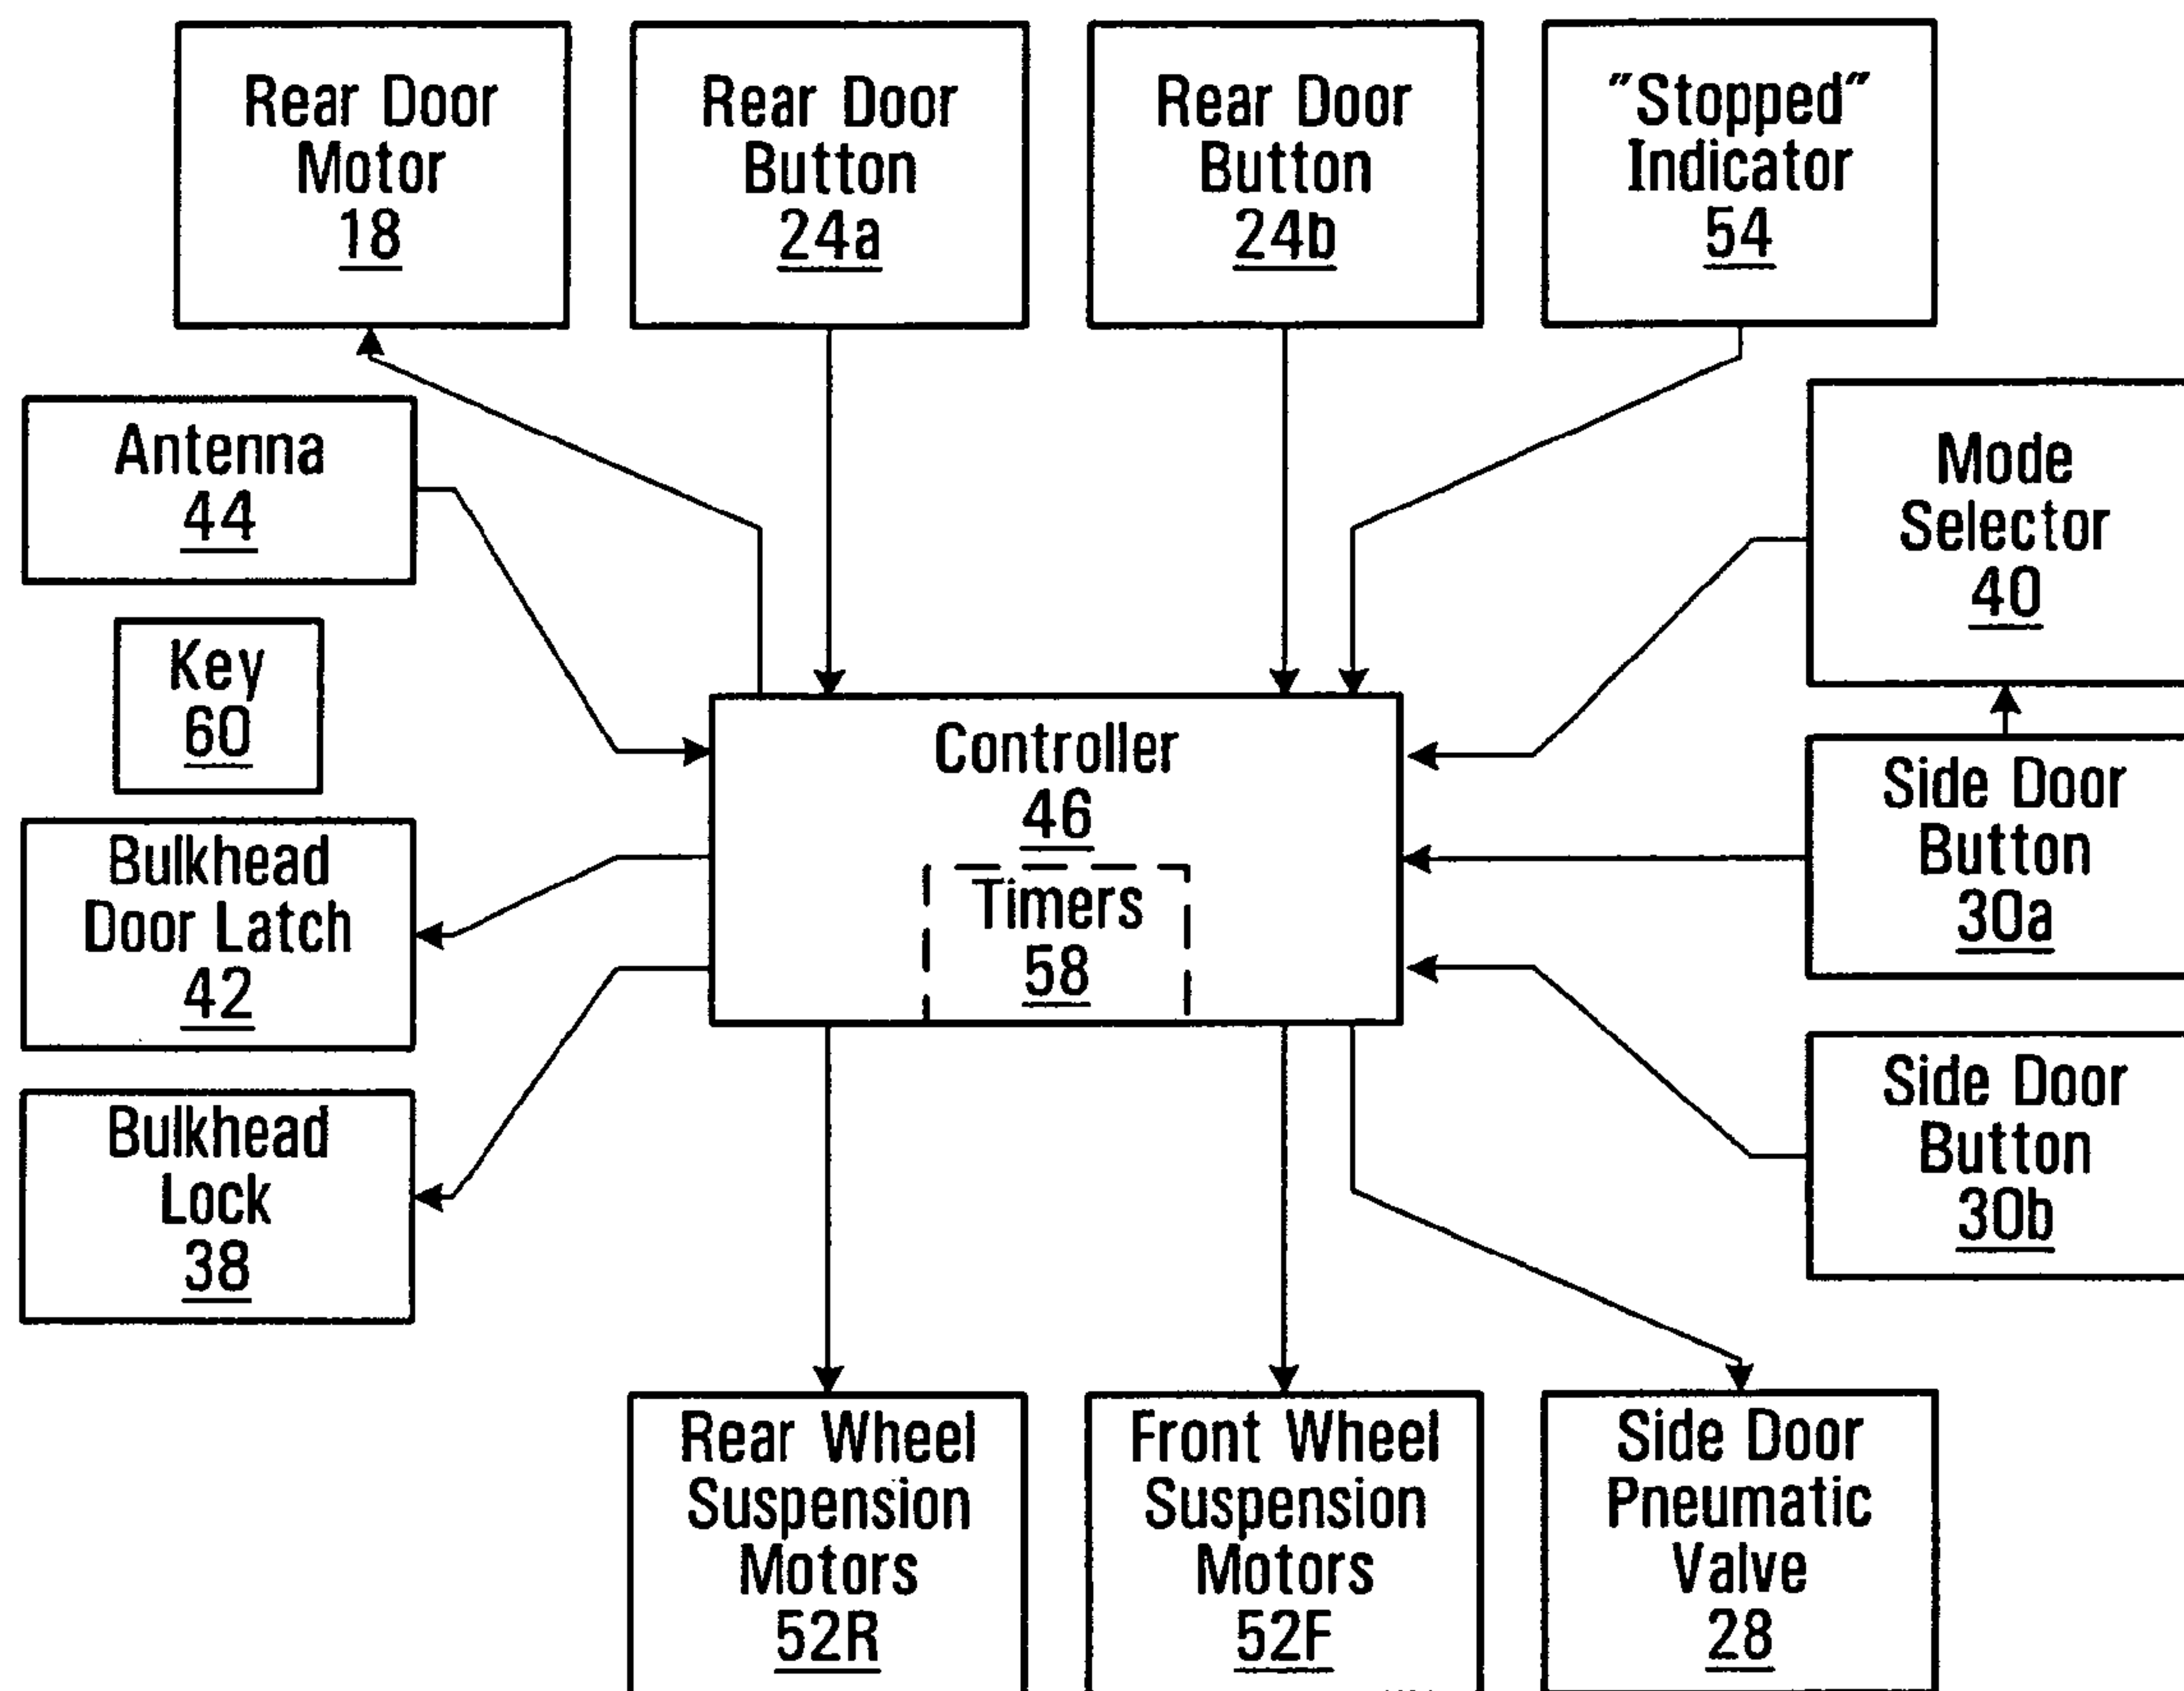 Rear Door
Motor
18
Rear Door
Button
24a
Rear Door
Button
24b
"Stopped"
Indicator
54
Antenna
44
Mode
Selector
40
Key
60
Controller
46
Timers
58
Side Door
Button
30a
Bulkhead
Door Latch
42
Side Door
Button
30b
Bulkhead
Lock
38
Rear Wheel
Suspension
Motors
52R
Front Wheel
Suspension
Motors
52F
Side Door
Pneumatic
Valve
28